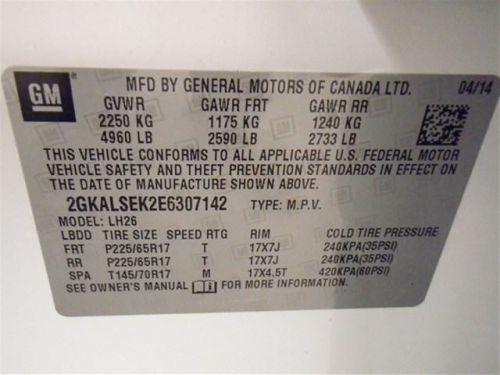 GM
MFD BY GENERAL MOTORS OF CANADA LTD. 04/14
GVWR GAWR FRT GAWR RR
2250 KG 1175 KG 1240 KG
4960 LB 2590 LB 2733 LB
THIS VEHICLE CONFORMS TO ALL APPLICABLE U.S. FEDERAL MOTOR
VEHICLE SAFETY AND THEFT PREVENTION STANDARDS IN EFFECT ON
THE DATE OF MANUFACTURE SHOWN ABOVE.
2GKALSEK2E6307142 TYPE: M.P.V.
MODEL: LH26
LBDD TIRE SIZE SPEED RTG RIM COLD TIRE PRESSURE
FRT P225/65R17 T 17X7J 240KPA(35PSI)
RR P225/65R17 T 17X7J 240KPA(35PSI)
SPA T145/70R17 M 17X4.5T 420KPA(60PSI)
SEE OWNER'S MANUAL FOR MORE INFORMATION.